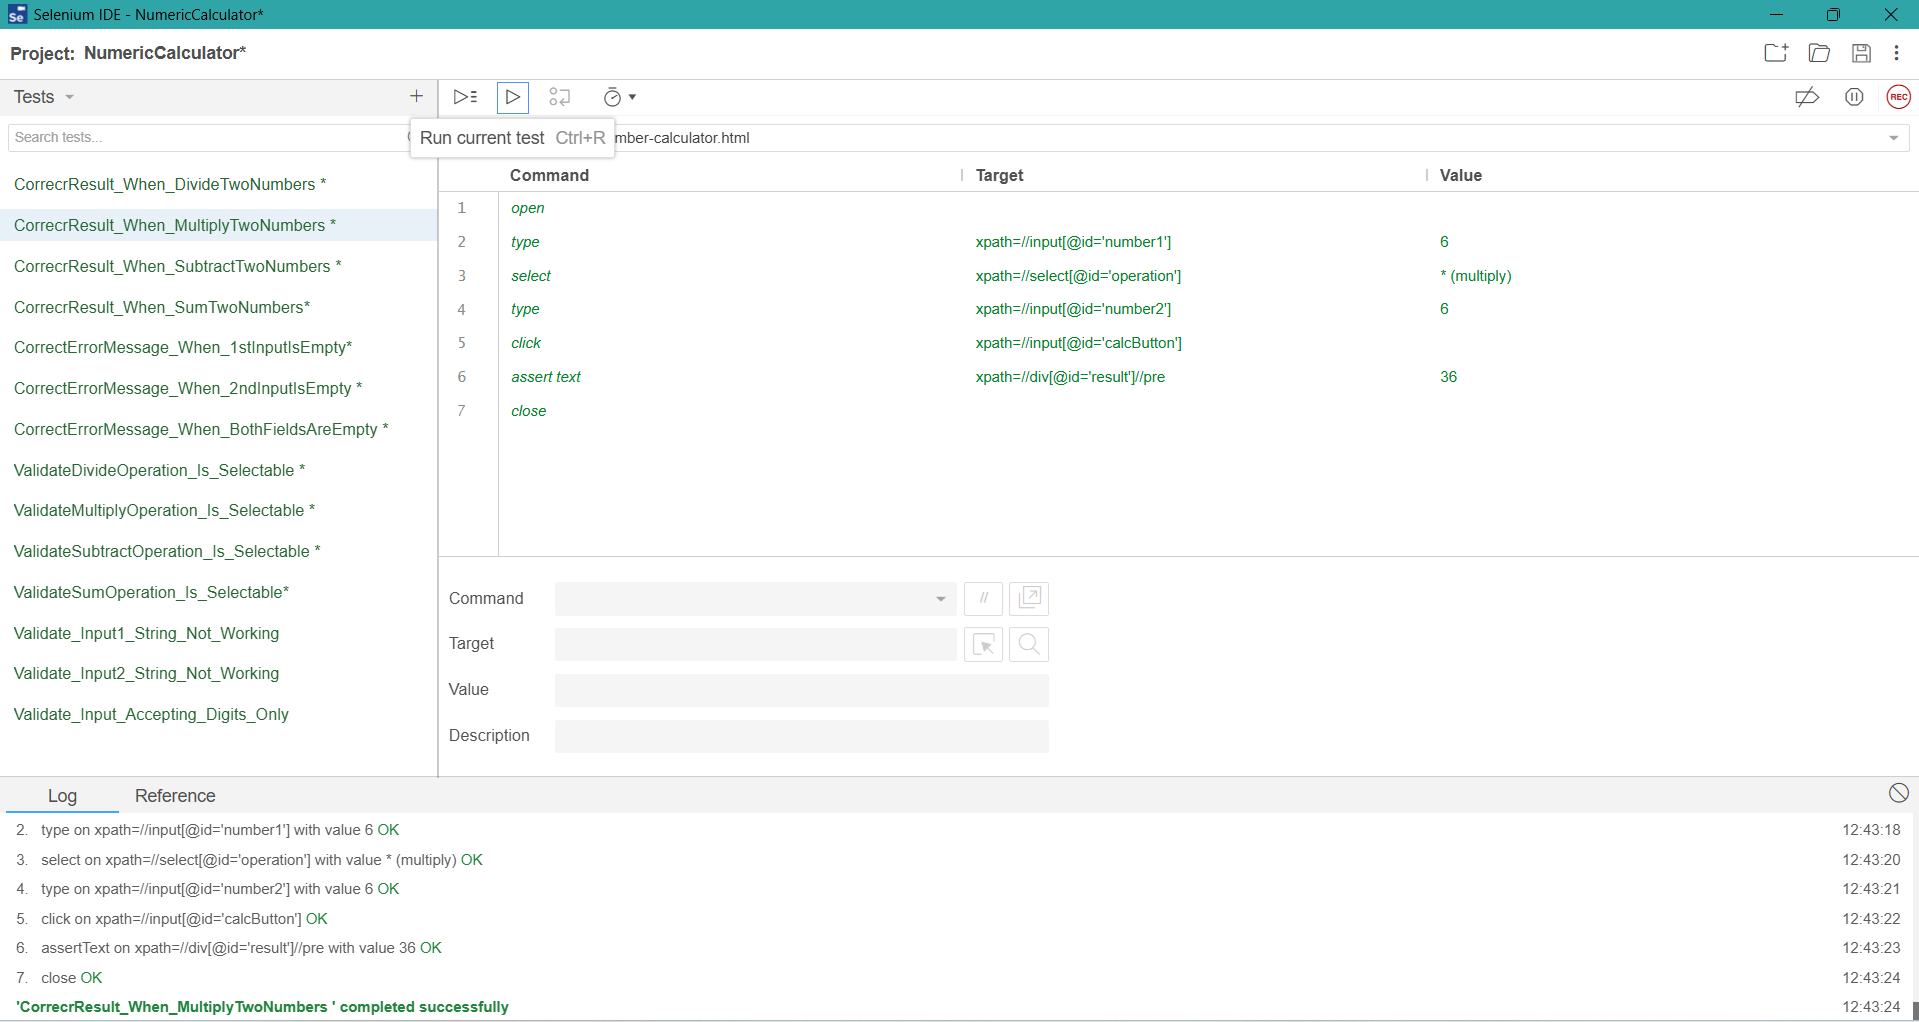 Selenium IDE - NumericCalculator*
Project: NumericCalculator*
Tests
Run current test Ctrl+R
mber-calculator.html
REC
Search tests...
CorrecrResult_When_DivideTwoNumbers *
CorrecrResult_When_MultiplyTwoNumbers *
CorrecrResult_When_SubtractTwoNumbers *
CorrecrResult_When_SumTwoNumbers*
CorrectErrorMessage_When_1stInputIsEmpty*
CorrectErrorMessage_When_2ndInputIsEmpty *
CorrectErrorMessage_When_BothFieldsAreEmpty *
ValidateDivideOperation_Is_Selectable *
ValidateMultiplyOperation_Is_Selectable *
ValidateSubtractOperation_Is_Selectable *
ValidateSumOperation_Is_Selectable*
Validate_Input1_String_Not_Working
Validate_Input2_String_Not_Working
Validate_Input_Accepting_Digits_Only
Command Target Value
1 open
2 type xpath=//input[@id='number1'] 6
3 select xpath=//select[@id='operation'] * (multiply)
4 type xpath=//input[@id='number2'] 6
5 click xpath=//input[@id='calcButton']
6 assert text xpath=//div[@id='result']//pre 36
7 close
Command //
Target
Value
Description
Log Reference
2. type on xpath=//input[@id='number1'] with value 6 OK 12:43:18
3. select on xpath=//select[@id='operation'] with value * (multiply) OK 12:43:20
4. type on xpath=//input[@id='number2'] with value 6 OK 12:43:21
5. click on xpath=//input[@id='calcButton'] OK 12:43:22
6. assertText on xpath=//div[@id='result']//pre with value 36 OK 12:43:23
7. close OK 12:43:24
'CorrecrResult_When_MultiplyTwoNumbers ' completed successfully 12:43:24